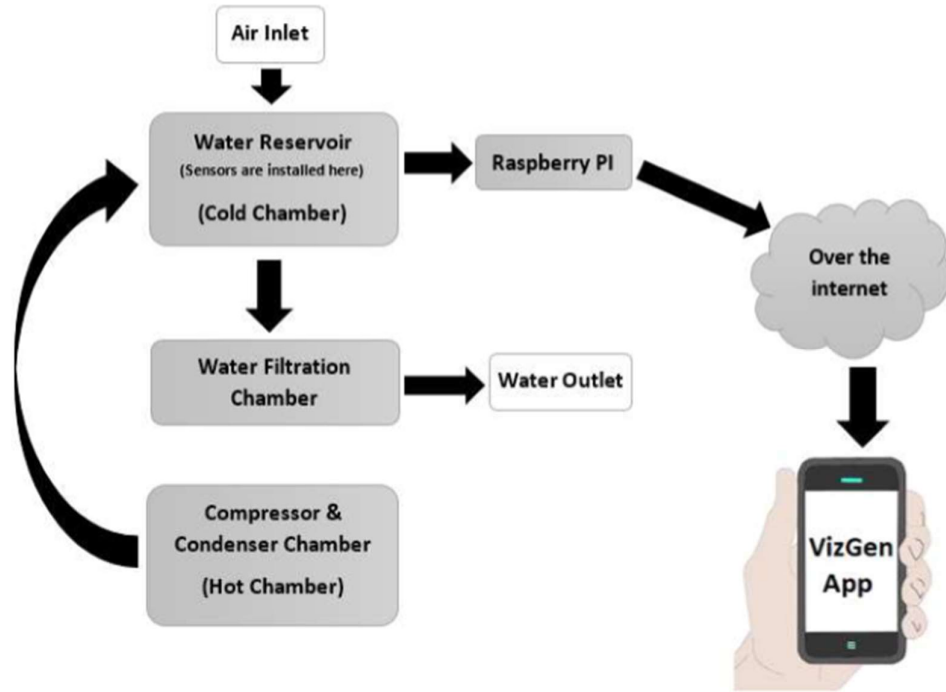 Air Inlet
Water Reservoir
(Sensors are installed here)
(Cold Chamber)
Raspberry PI
Over the
internet
Water Filtration
Chamber
Water Outlet
Compressor &
Condenser Chamber
(Hot Chamber)
VizGen
App